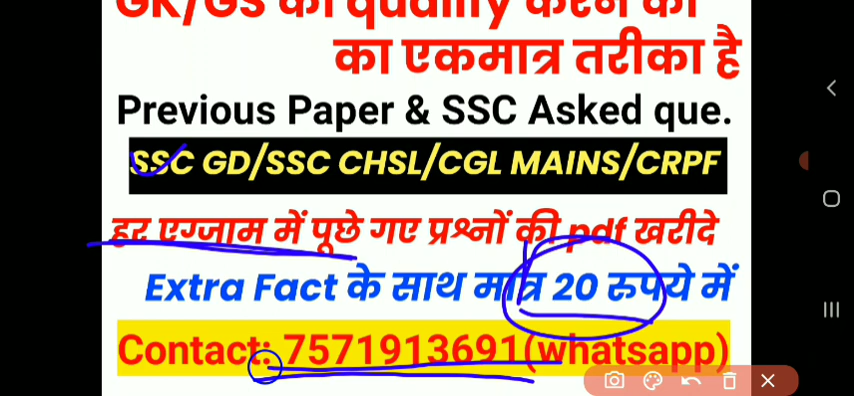 GK/GS को qualify करने का
का एकमात्र तरीका है
Previous Paper & SSC Asked que.
SSC GD/SSC CHSL/CGL MAINS/CRPF
हर एग्जाम में पूछे गए प्रश्नों की pdf खरीदे
Extra Fact के साथ मात्र 20 रुपये में
Contact: 7571913691(whatsapp)